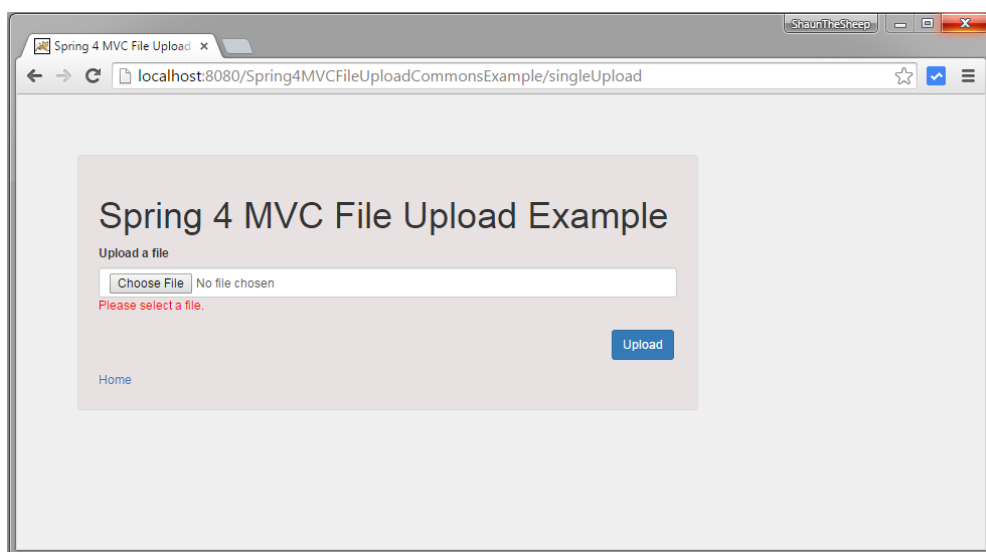 ShaunTheSheep
Spring 4 MVC File Upload
localhost:8080/Spring4MVCFileUploadCommonsExample/singleUpload
Spring 4 MVC File Upload Example
Upload a file
Choose File No file chosen
Please select a file.
Upload
Home